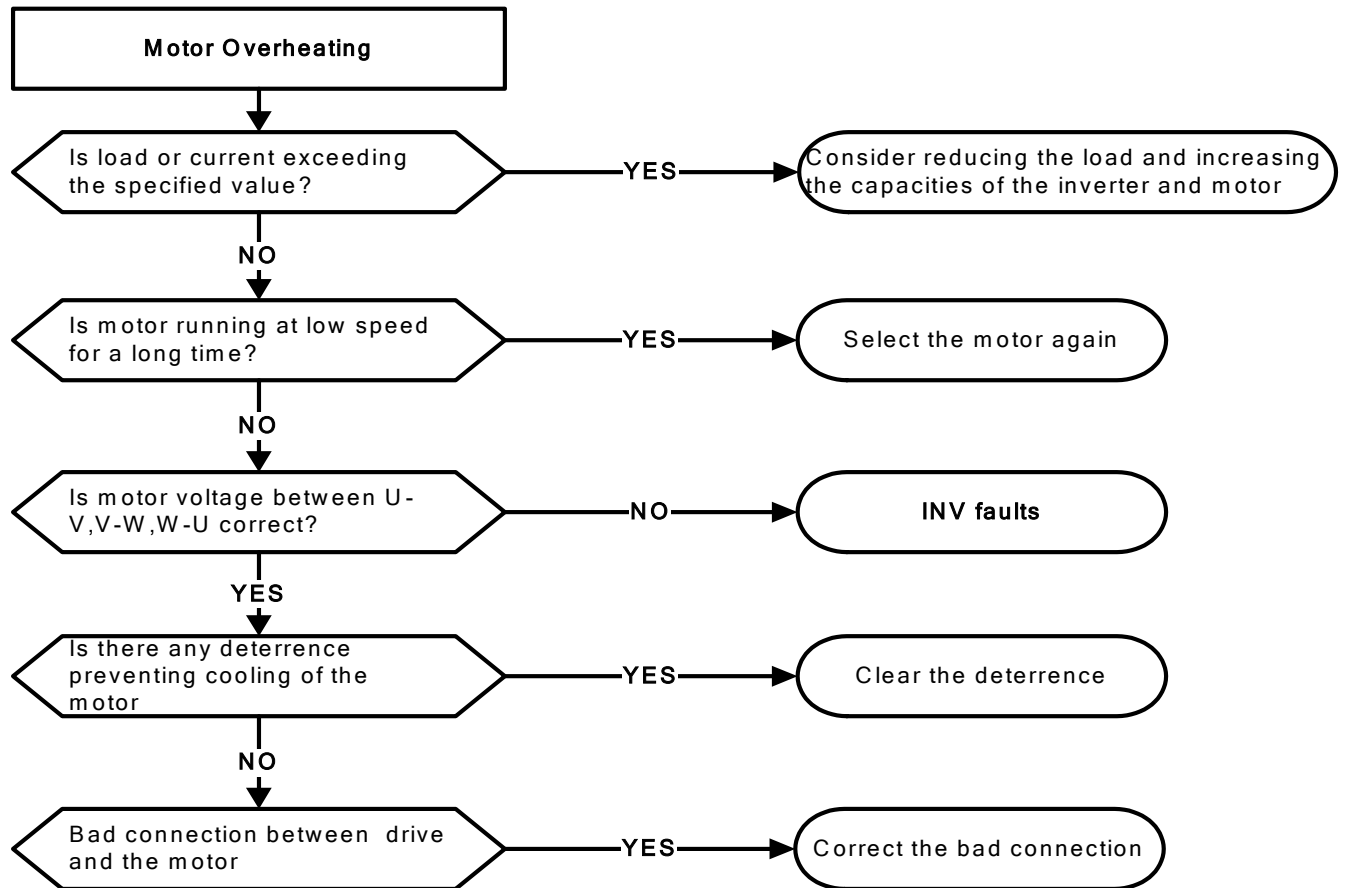 Motor Overheating
Is load or current exceeding
the specified value?
YES
Consider reducing the load and increasing
the capacities of the inverter and motor
NO
Is motor running at low speed
for a long time?
YES
Select the motor again
NO
Is motor voltage between U-
V,V-W,W-U correct?
NO
INV faults
YES
Is there any deterrence
preventing cooling of the
motor
YES
Clear the deterrence
NO
Bad connection between drive
and the motor
YES
Correct the bad connection